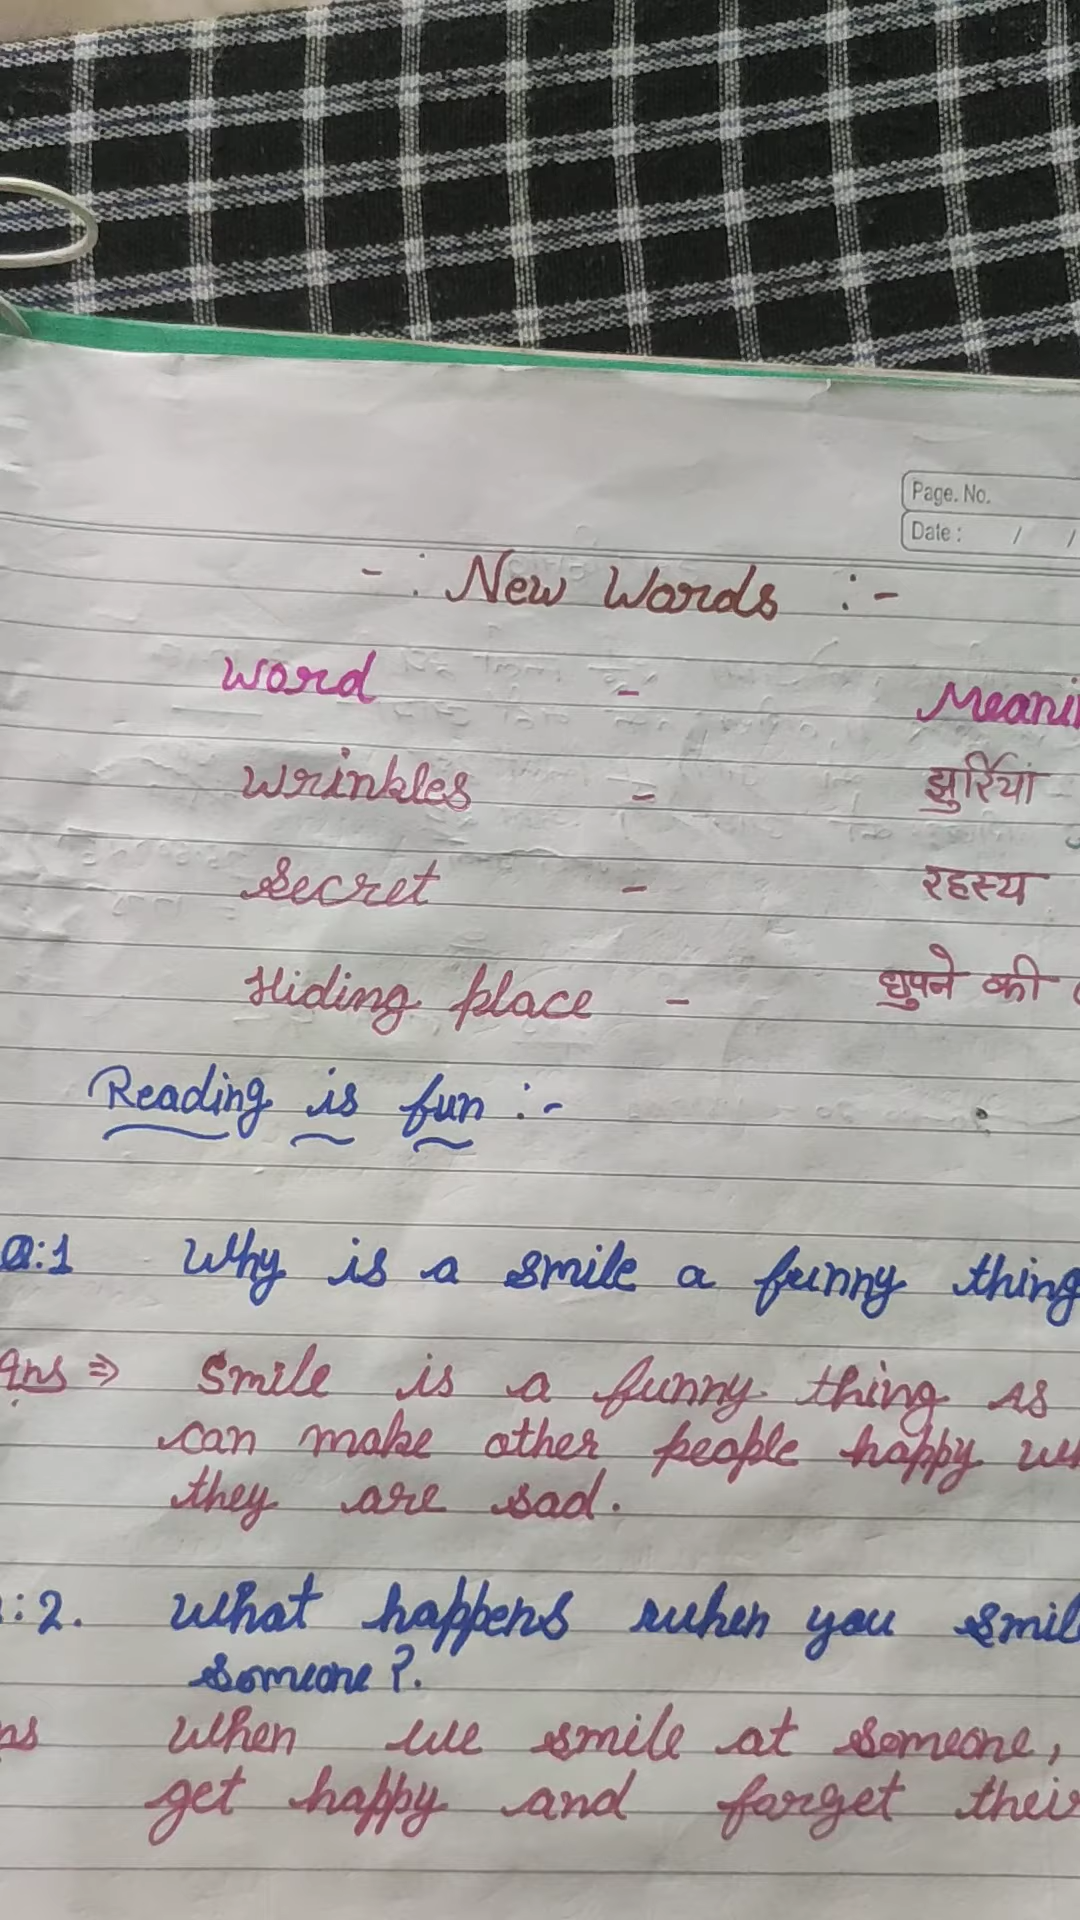 Page. No.
Date : / /
- : New Words : -
Word - Meani
Wrinkles - झुर्रियां
Secret - रहस्य
Hiding place - छुपने की
Reading is fun :-
Q:1 Why is a smile a funny thing
Ans ⇒ Smile is a funny thing as
can make other people happy wh
they are sad.
:2. What happens when you smil
someone?.
ns When we smile at someone,
get happy and forget their